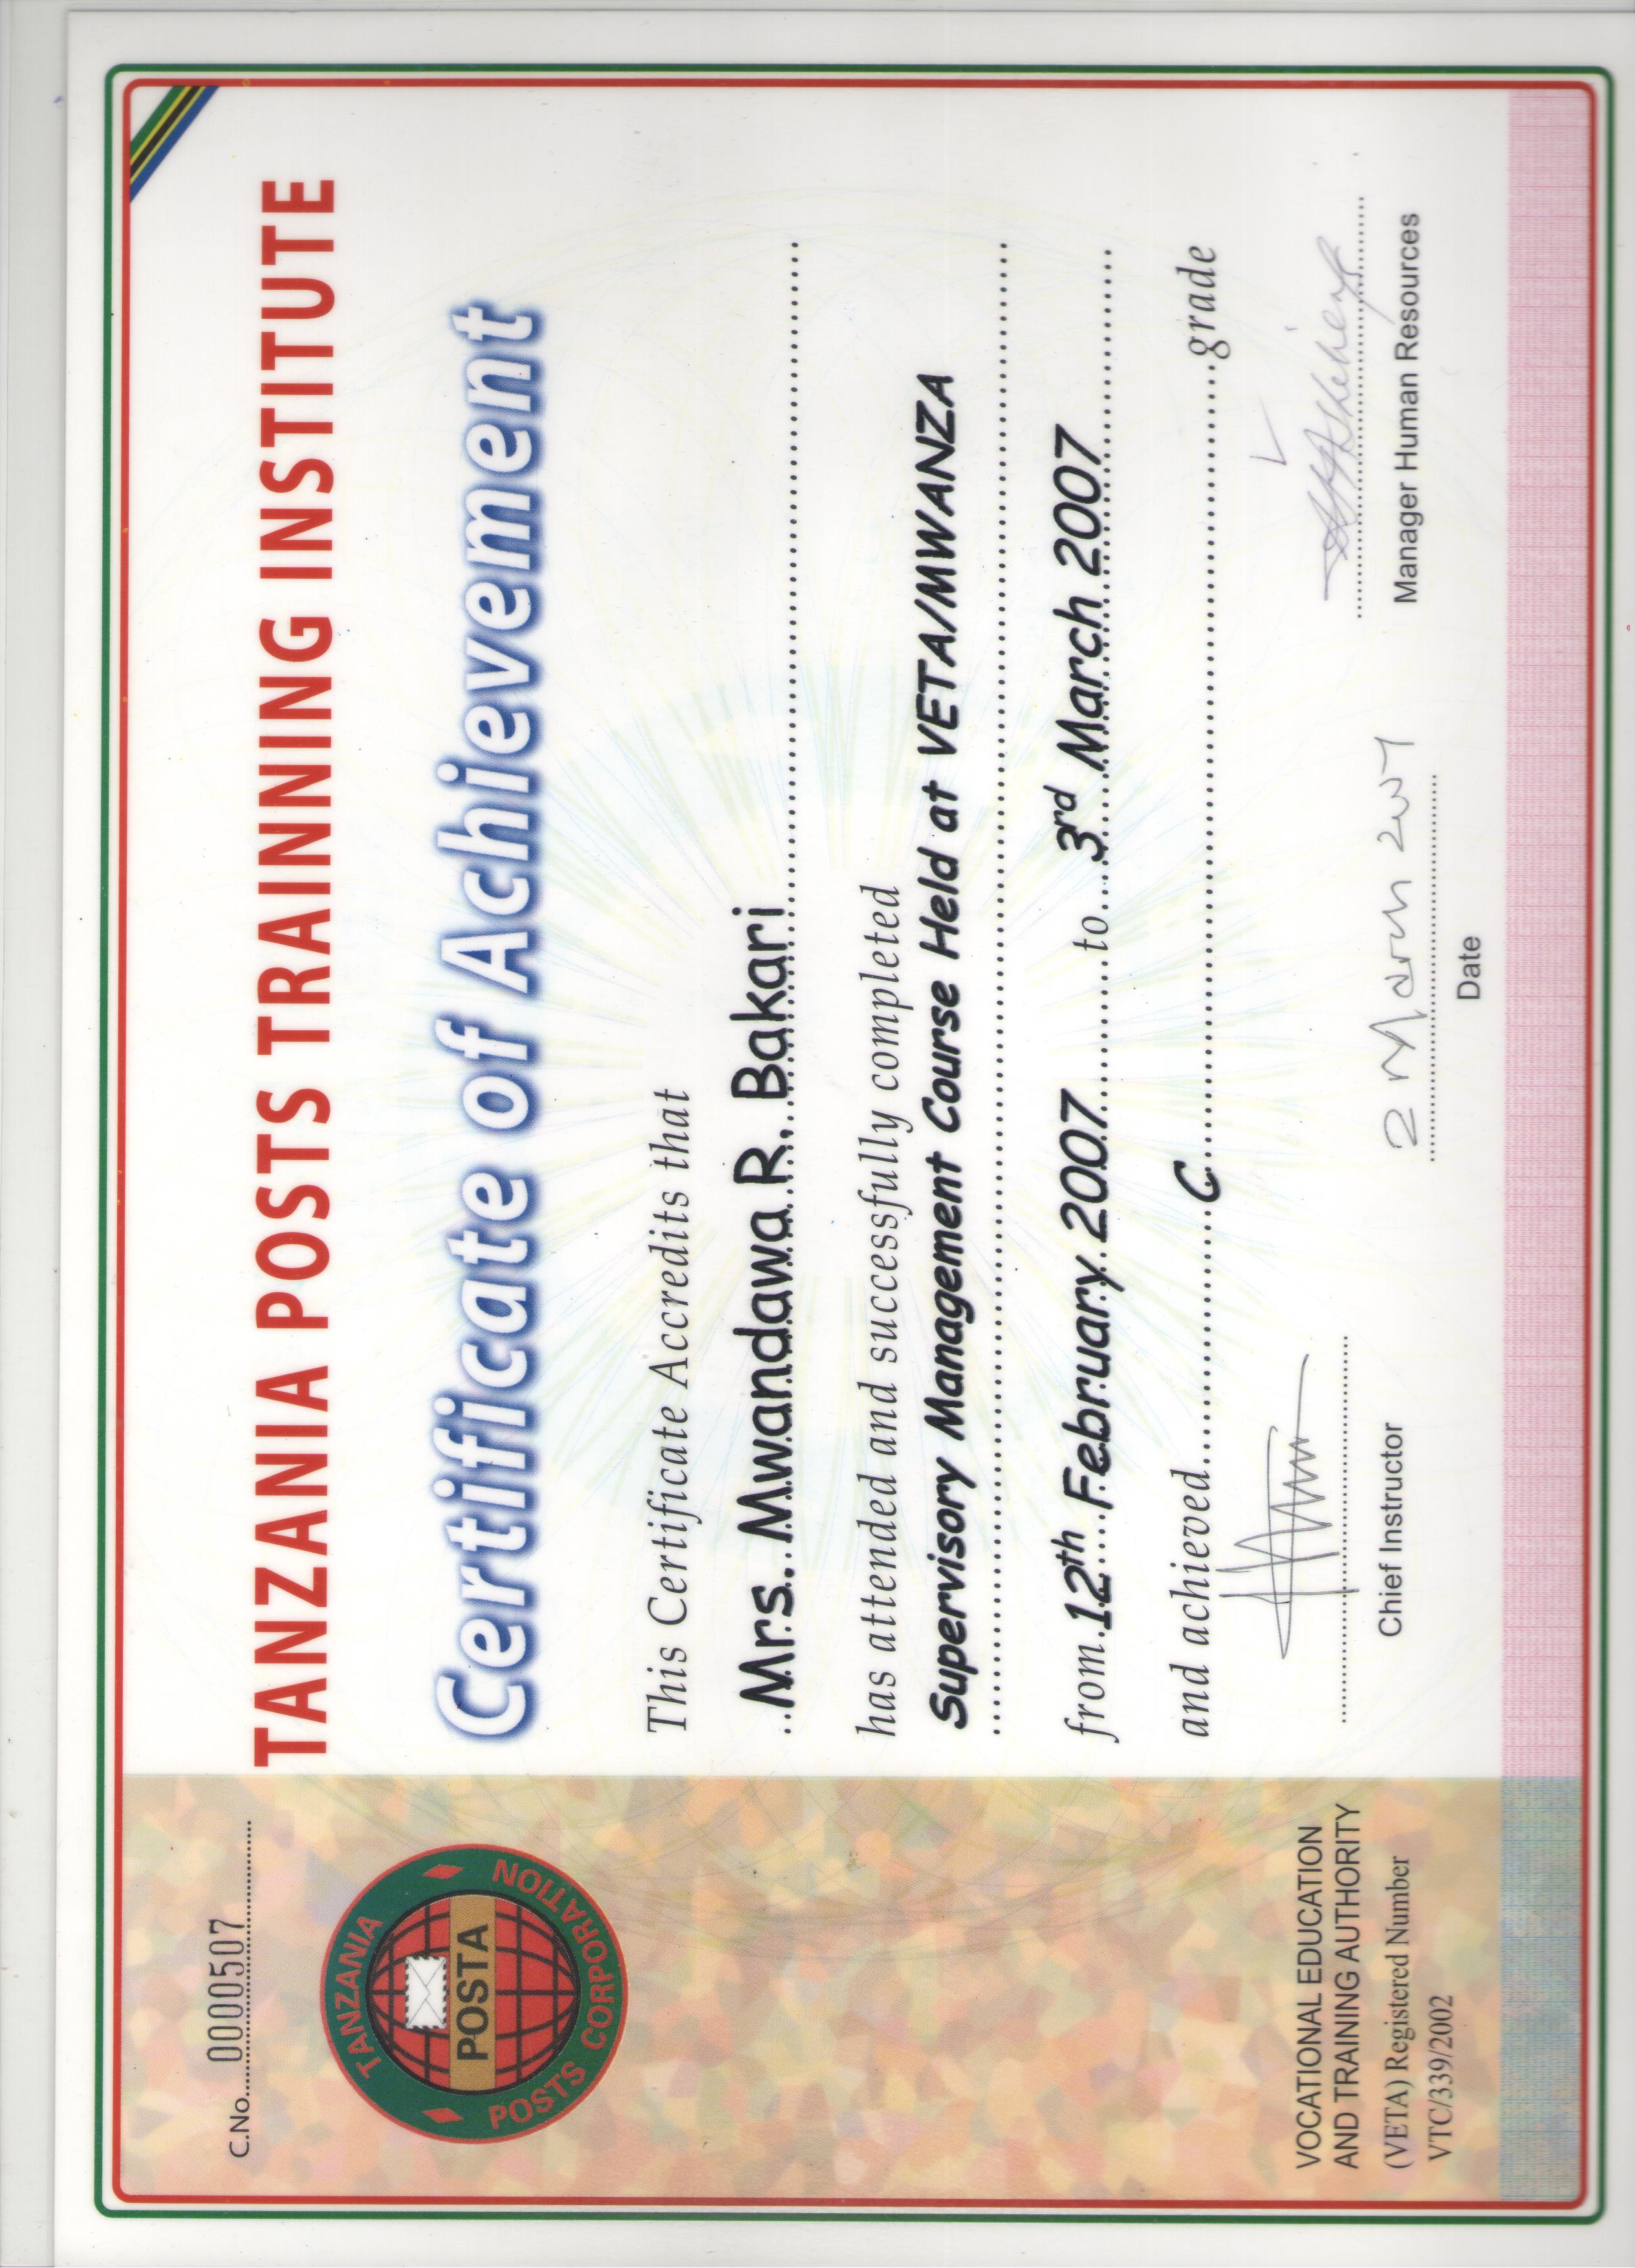 C.No. 0000507
TANZANIA
POSTA
POSTS CORPORATION
VOCATIONAL EDUCATION
AND TRAINING AUTHORITY
(VETA) Registered Number
VTC/339/2002
TANZANIA POSTS TRAINING INSTITUTE
Certificate of Achievement
This Certificate Accredits that
Mrs. Mwandawa R. Bakari
has attended and successfully completed
Supervisory Management Course Held at VETA/MWANZA
from 12th February 2007 to 3rd March 2007
and achieved C grade
2 March 2007
Chief Instructor
Date
Manager Human Resources